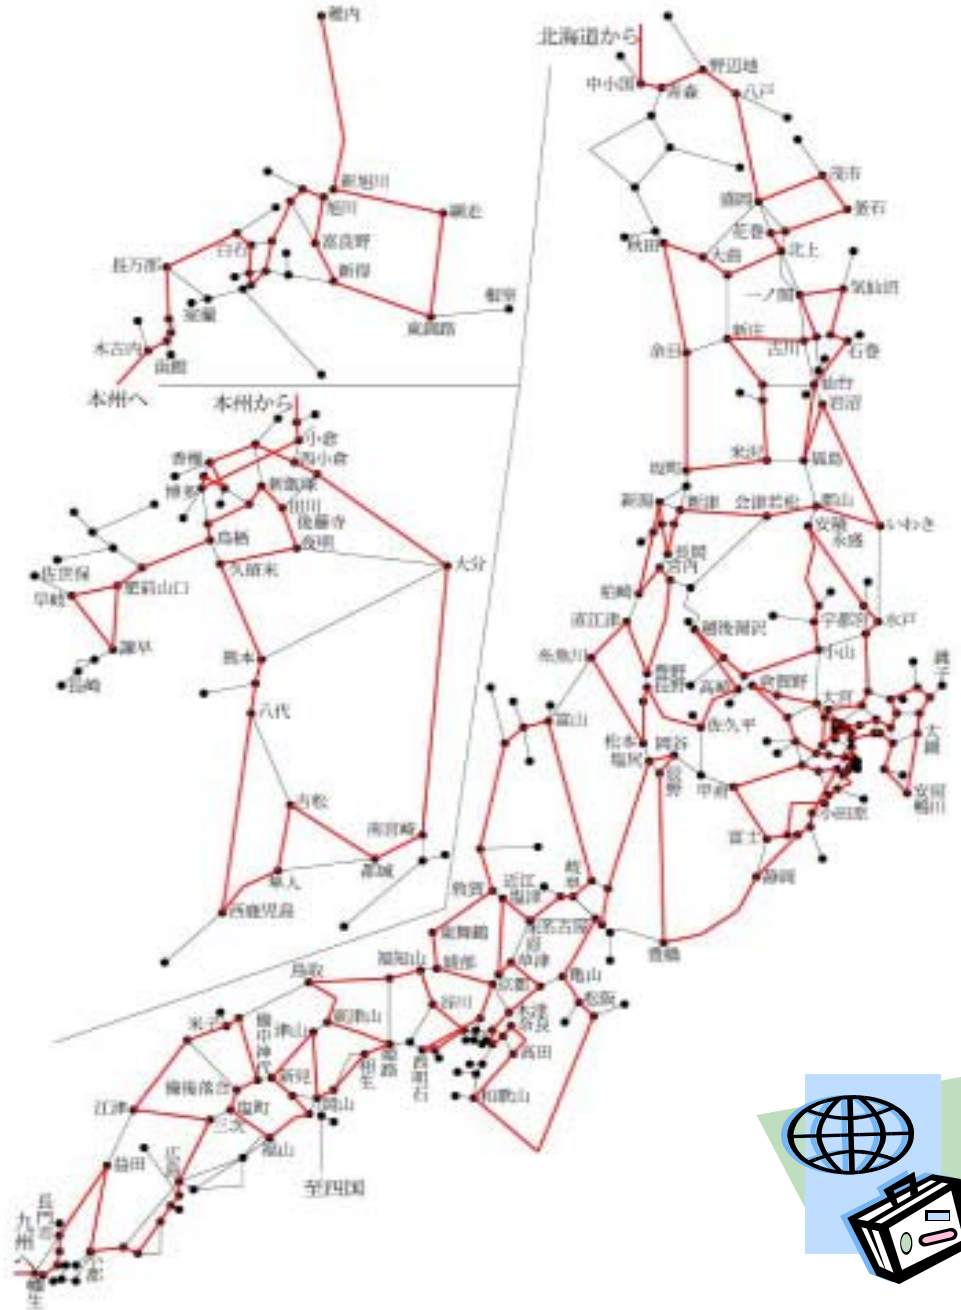 稚内
北海道から
野辺地
中小国
青森
八戸
新旭川
旭川
網走
茂市
盛岡
釜石
花巻
白石
富良野
秋田
大曲
北上
長万部
新得
一ノ関
気仙沼
室蘭
根室
東釧路
新庄
余目
古川
石巻
木古内
函館
仙台
岩沼
本州へ
本州から
小倉
西小倉
香椎
米沢
福島
坂町
博多
新飯塚
田川
後藤寺
新潟
新津
会津若松
郡山
安積
永盛
いわき
鳥栖
夜明
長岡
宮内
久留米
大分
佐世保
早岐
肥前山口
柏崎
直江津
越後湯沢
宇都宮
水戸
諫早
熊本
糸魚川
小山
長崎
豊野
長野
高崎
倉賀野
銚子
八代
富山
佐久平
大宮
大網
松本
塩尻
岡谷
辰野
甲府
安房
鴨川
吉松
南宮崎
小田原
富士
都城
隼人
岐阜
静岡
敦賀
近江
塩津
西鹿児島
東舞鶴
名古屋
豊橋
鳥取
福知山
綾部
草津
京都
亀山
谷川
松阪
米子
備中神代
津山
東津山
木津
奈良
姫路
相生
西明石
高田
備後落合
新見
和歌山
江津
塩町
岡山
三次
福山
益田
広島
至四国
長門市
九州へ
幡生